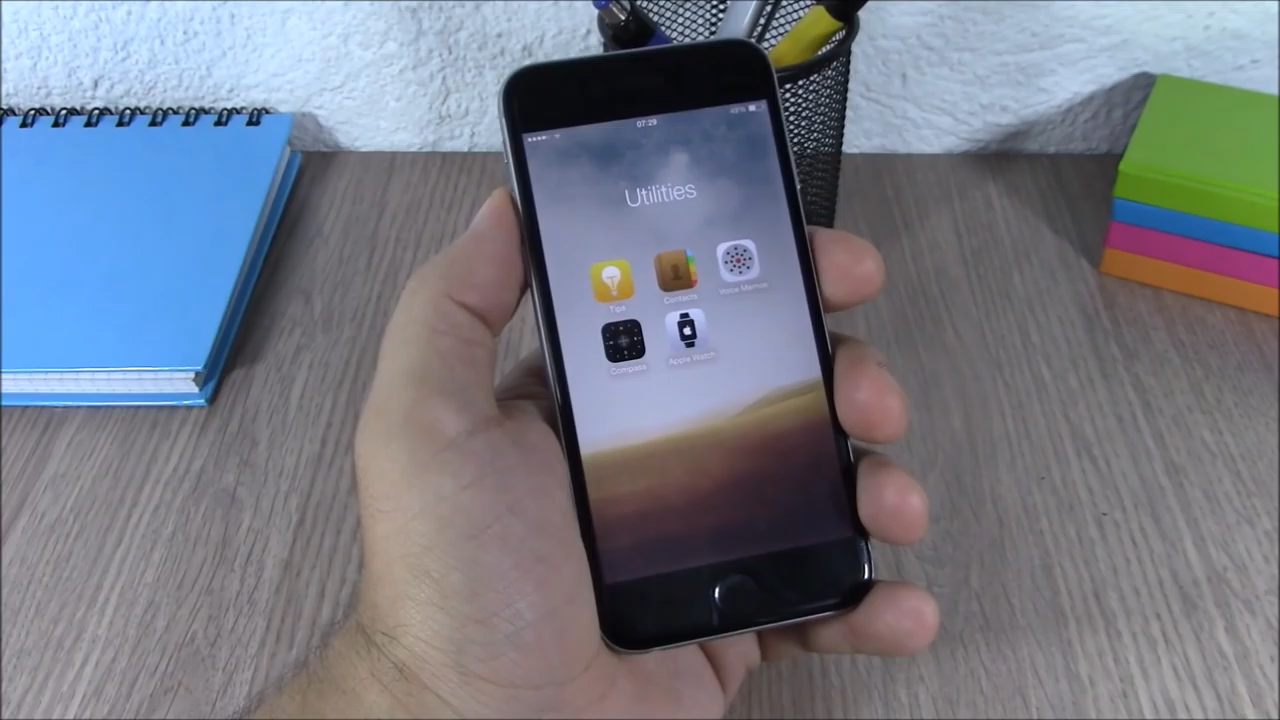 07:29
Utilities
Tips
Contacts
Voice Memos
Compass
Apple Watch